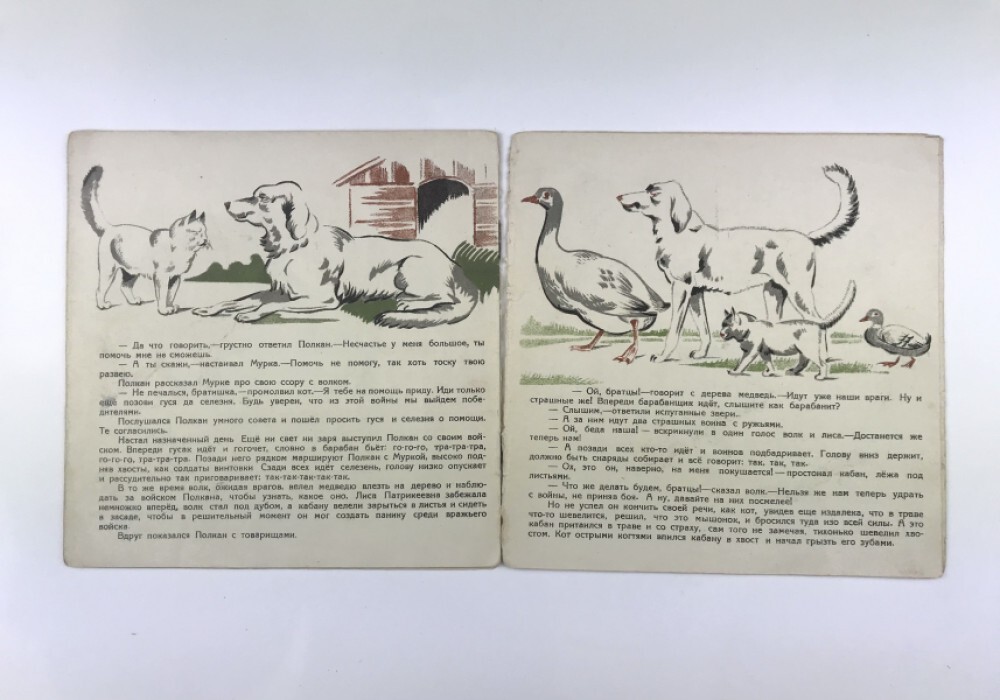 — Да что говорить,—грустно ответил Полкан.—Несчастье у меня большое, ты
помочь мне не сможешь.
— А ты скажи,—настаивал Мурка.—Помочь не помогу, так хоть тоску твою
развею.
Полкан рассказал Мурке про свою ссору с волком.
— Не печалься, братишка,—промолвил кот.—Я тебе на помощь приду. Иди только
ещё позови гуся да селезня. Будь уверен, что из этой войны мы выйдем побе-
дителями.
Послушался Полкан умного совета и пошёл просить гуся и селезня о помощи.
Те согласились.
Настал назначенный день. Ещё ни свет ни заря выступил Полкан со своим вой-
ском. Впереди гусак идёт и гогочет, словно в барабан бьёт: го-го-го, тра-тра-тра,
го-го-го, тра-тра-тра. Позади него рядком маршируют Полкан с Муркой, высоко под-
няв хвосты, как солдаты винтовки. Сзади всех идёт селезень, голову низко опускает
и рассудительно так приговаривает: так-так-так-так-так.
В то же время волк, ожидая врагов, велел медведю влезть на дерево и наблю-
дать за войском Полкана, чтобы узнать, какое оно. Лиса Патрикеевна забежала
немножко вперёд, волк стал под дубом, а кабану велели зарыться в листья и сидеть
в засаде, чтобы в решительный момент он мог создать панику среди вражьего
войска.
Вдруг показался Полкан с товарищами.
— Ой, братцы!—говорит с дерева медведь.—Идут уже наши враги. Ну и
страшные же! Впереди барабанщик идёт, слышите как барабанит?
— Слышим,—ответили испуганные звери.
— А за ним идут два страшных воина с ружьями.
— Ой, беда наша! — вскрикнули в один голос волк и лиса.—Достанется же
теперь нам!
— А позади всех кто-то идёт и воинов подбадривает. Голову вниз держит,
должно быть снаряды собирает и всё говорит: так, так, так.
— Ох, это он, наверно, на меня покушается!—простонал кабан, лёжа под
листьями.
— Что же делать будем, братцы!—сказал волк.—Нельзя же нам теперь удрать
с войны, не приняв боя. А ну, давайте на них посмелее!
Но не успел он кончить своей речи, как кот, увидев еще издалека, что в траве
что-то шевелится, решил, что это мышонок, и бросился туда изо всей силы. А это
кабан притаился в траве и со страху, сам того не замечая, тихонько шевелил хво-
стом. Кот острыми когтями впился кабану в хвост и начал грызть его зубами.